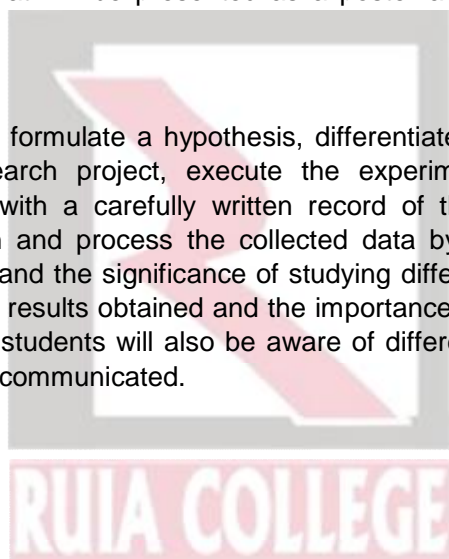 formulate a hypothesis, differentiate
search project, execute the experim
with a carefully written record of t
and process the collected data by
and the significance of studying diffe
results obtained and the importance
students will also be aware of differe
communicated.
RUIA COLLEGE